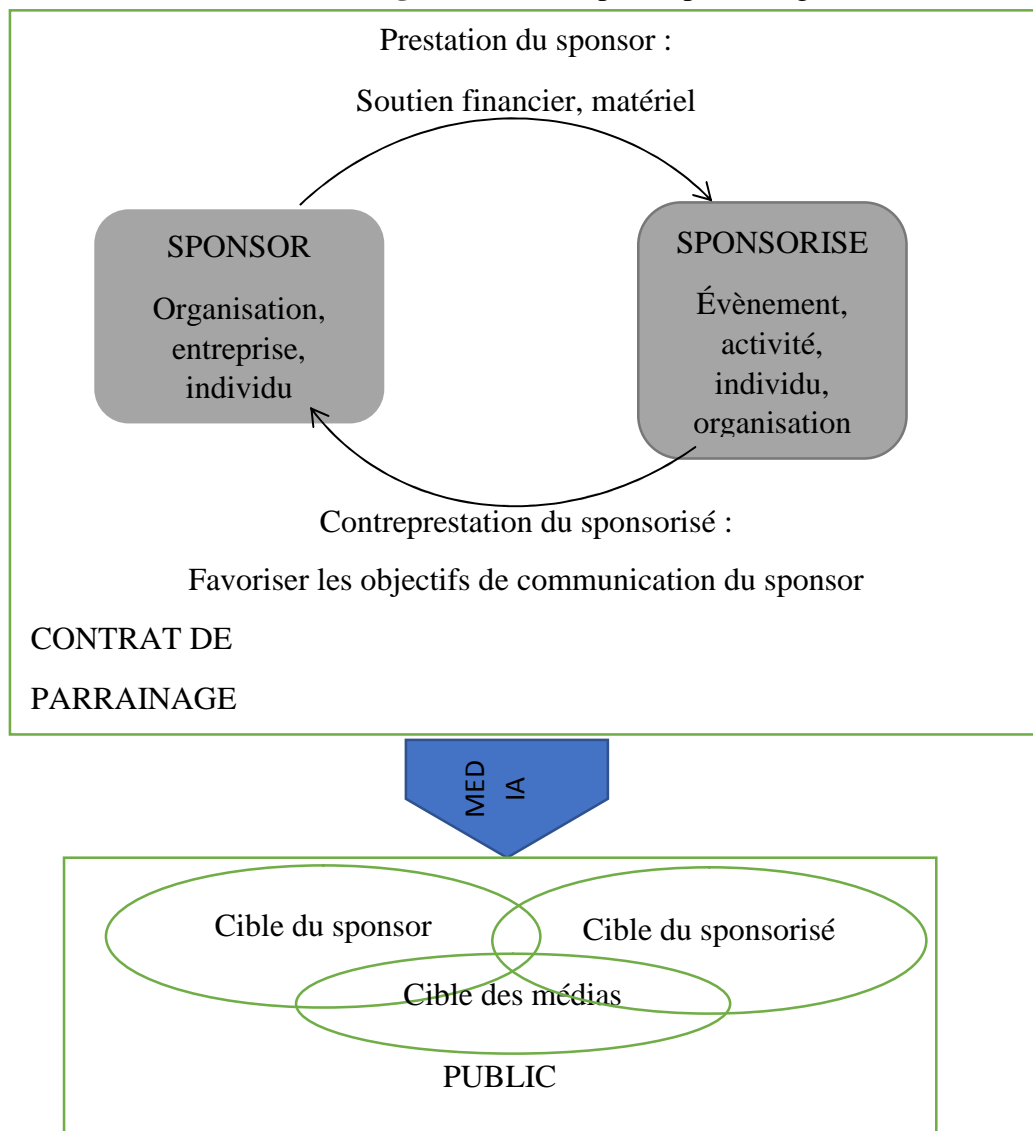 Prestation du sponsor :
Soutien financier, matériel
SPONSOR
Organisation,
entreprise,
individu
SPONSORISE
Évènement,
activité,
individu,
organisation
Contreprestation du sponsorisé :
Favoriser les objectifs de communication du sponsor
CONTRAT DE
PARRAINAGE
MED
IA
Cible du sponsor
Cible du sponsorisé
Cible des médias
PUBLIC